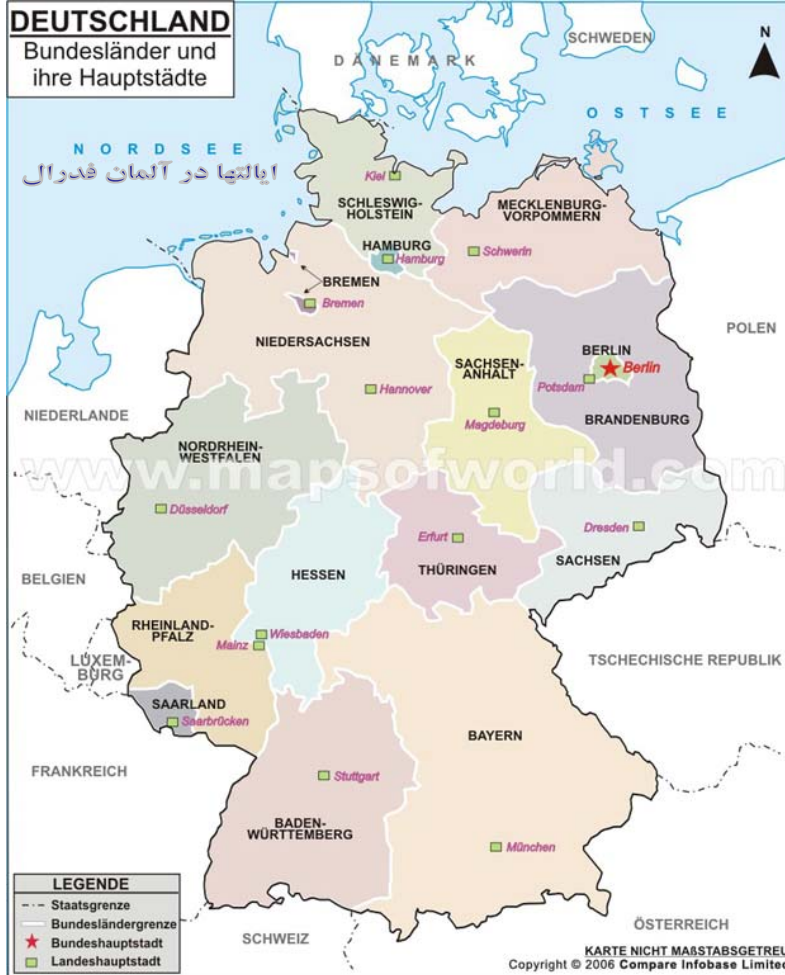 DEUTSCHLAND
Bundesländer und
ihre Hauptstädte
SCHWEDEN
N
DÄNEMARK
OSTSEE
NORDSEE
ایالتها در آلمان فدرال
Kiel
SCHLESWIG-
HOLSTEIN
MECKLENBURG-
VORPOMMERN
HAMBURG
Hamburg
Schwerin
BREMEN
Bremen
POLEN
NIEDERSACHSEN
BERLIN
Berlin
SACHSEN-
ANHALT
Potsdam
Hannover
NIEDERLANDE
Magdeburg
BRANDENBURG
NORDRHEIN-
WESTFALEN
www.mapsofworld.com
Düsseldorf
Erfurt
Dresden
SACHSEN
THÜRINGEN
HESSEN
BELGIEN
RHEINLAND-
PFALZ
Wiesbaden
Mainz
LUXEM-
BURG
TSCHECHISCHE REPUBLIK
SAARLAND
Saarbrücken
BAYERN
FRANKREICH
Stuttgart
BADEN-
WÜRTTEMBERG
München
LEGENDE
Staatsgrenze
Bundesländergrenze
Bundeshauptstadt
Landeshauptstadt
SCHWEIZ
ÖSTERREICH
KARTE NICHT MAßSTABSGETREU
Copyright © 2006 Compare Infobase Limited